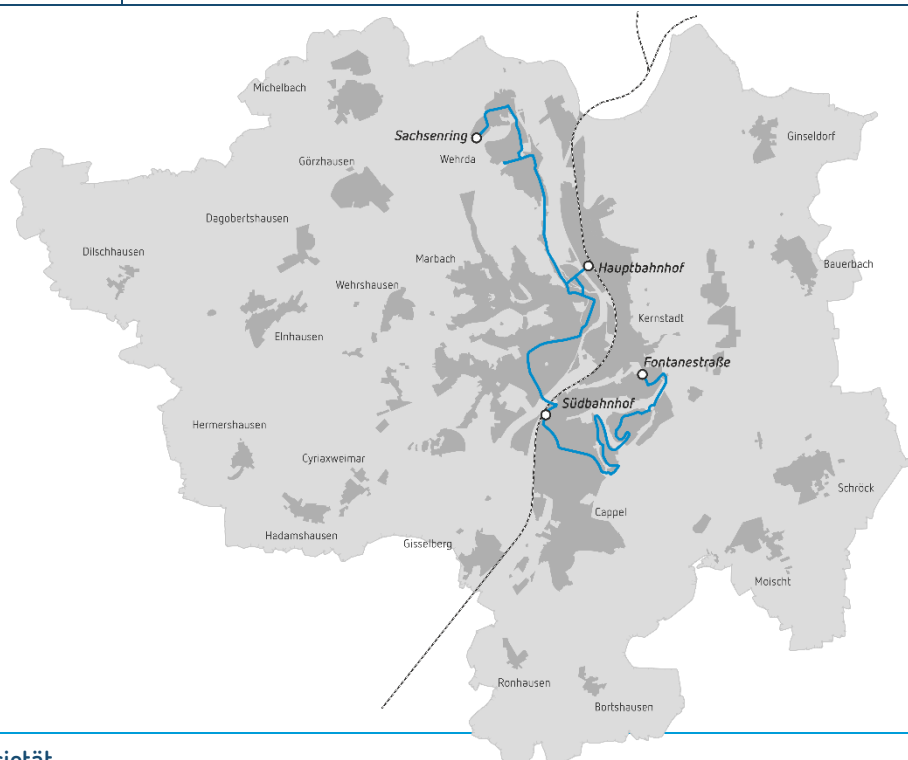 Michelbach
Sachsenring
Ginseldorf
Wehrda
Görzhausen
Dagobertshausen
Dilschhausen
Marbach
Hauptbahnhof
Bauerbach
Wehrshausen
Kernstadt
Elnhausen
Fontanestraße
Südbahnhof
Hermershausen
Cyriaxweimar
Schröck
Cappel
Hadamshausen
Gisselberg
Moischt
Ronhausen
Bortshausen